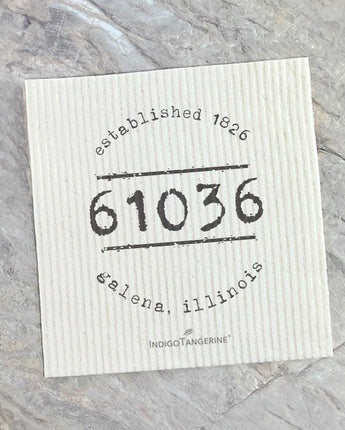 established 1826
61036
galena, illinois
IndigoTangerine®